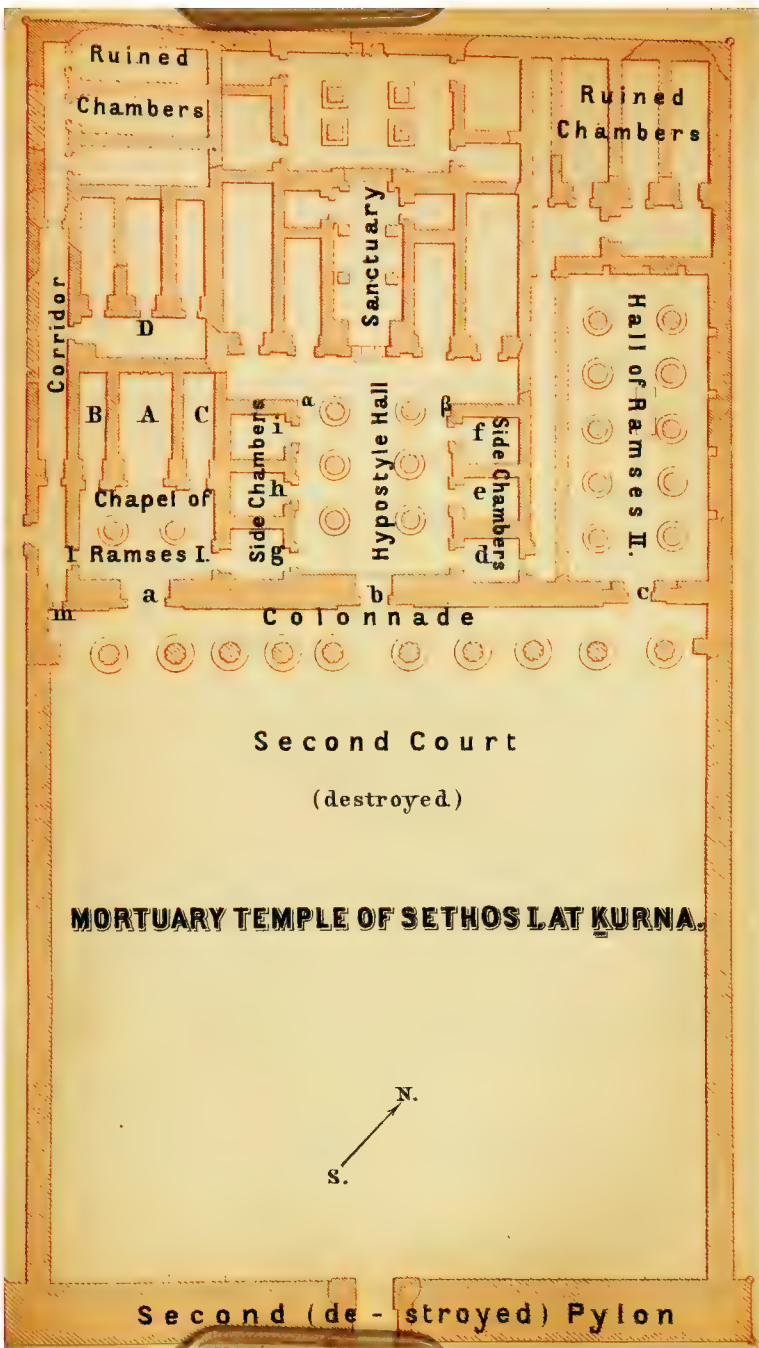 Ruined
Chambers
Ruined
Chambers
Sanctuary
Corridor
D
Hall of Ramses II.
B A C
Side Chambers
i
h
g
α
Hypostyle Hall
β
Side Chambers
f
e
d
Chapel of
Ramses I.
l
m
a
b
c
Colonnade
Second Court
(destroyed)
MORTUARY TEMPLE OF SETHOS I. AT ḲURNA.
N.
S.
Second (de-stroyed) Pylon